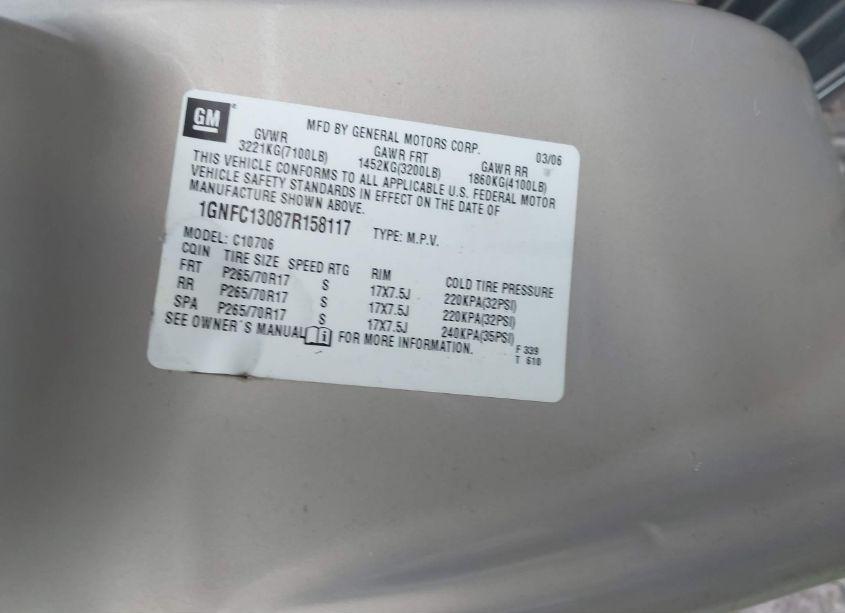 GM
MFD BY GENERAL MOTORS CORP. 03/06
GVWR GAWR FRT GAWR RR
3221KG(7100LB) 1452KG(3200LB) 1860KG(4100LB)
THIS VEHICLE CONFORMS TO ALL APPLICABLE U.S. FEDERAL MOTOR
VEHICLE SAFETY STANDARDS IN EFFECT ON THE DATE OF
MANUFACTURE SHOWN ABOVE.
1GNFC13087R158117 TYPE: M.P.V.
MODEL: C10706
CQIN TIRE SIZE SPEED RTG RIM COLD TIRE PRESSURE
FRT P265/70R17 S 17X7.5J 220KPA(32PSI)
RR P265/70R17 S 17X7.5J 220KPA(32PSI)
SPA P265/70R17 S 17X7.5J 240KPA(35PSI)
SEE OWNER'S MANUAL i FOR MORE INFORMATION.
F 339
T 610